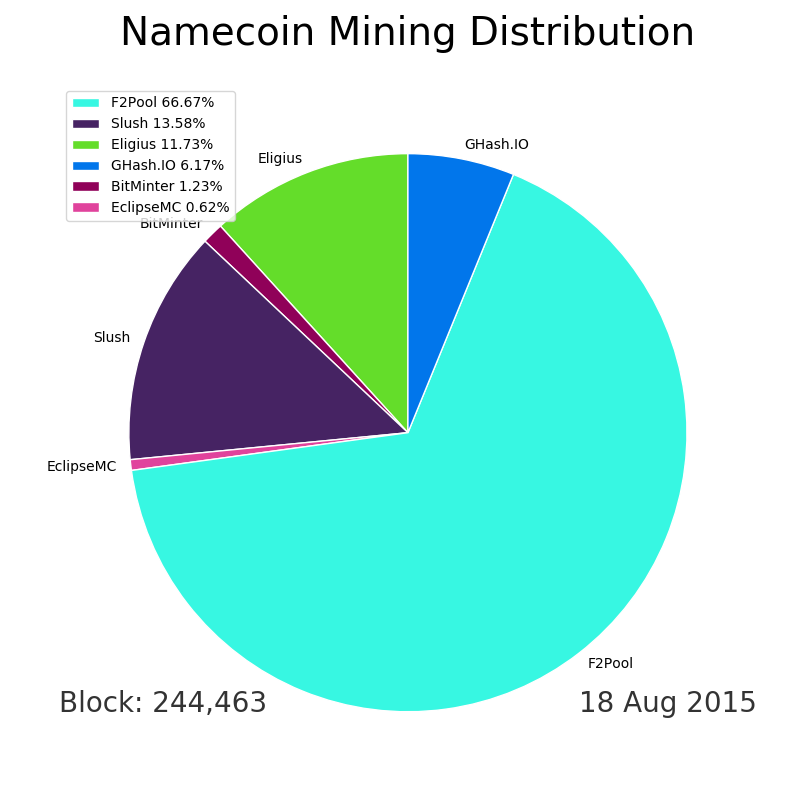 Namecoin Mining Distribution
F2Pool 66.67%
Slush 13.58%
Eligius 11.73%
GHash.IO 6.17%
BitMinter 1.23%
EclipseMC 0.62%
GHash.IO
Eligius
BitMinter
Slush
EclipseMC
F2Pool
Block: 244,463
18 Aug 2015